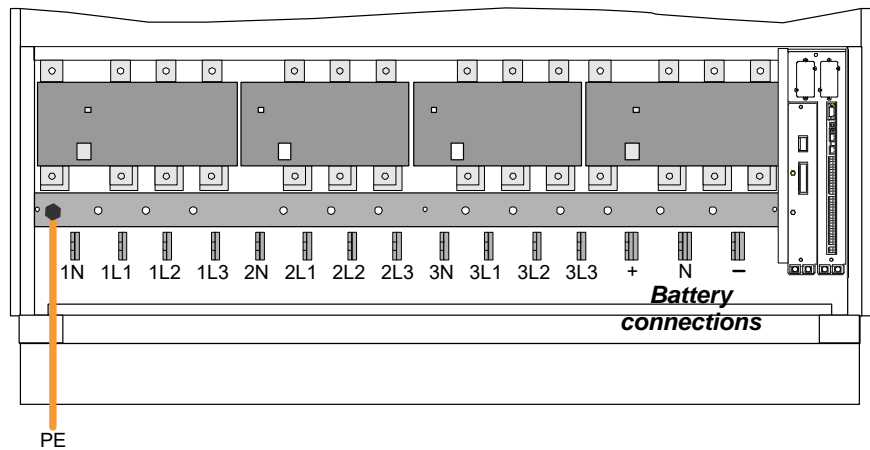 1N 1L1 1L2 1L3 2N 2L1 2L2 2L3 3N 3L1 3L2 3L3 + N –
Battery
connections
PE